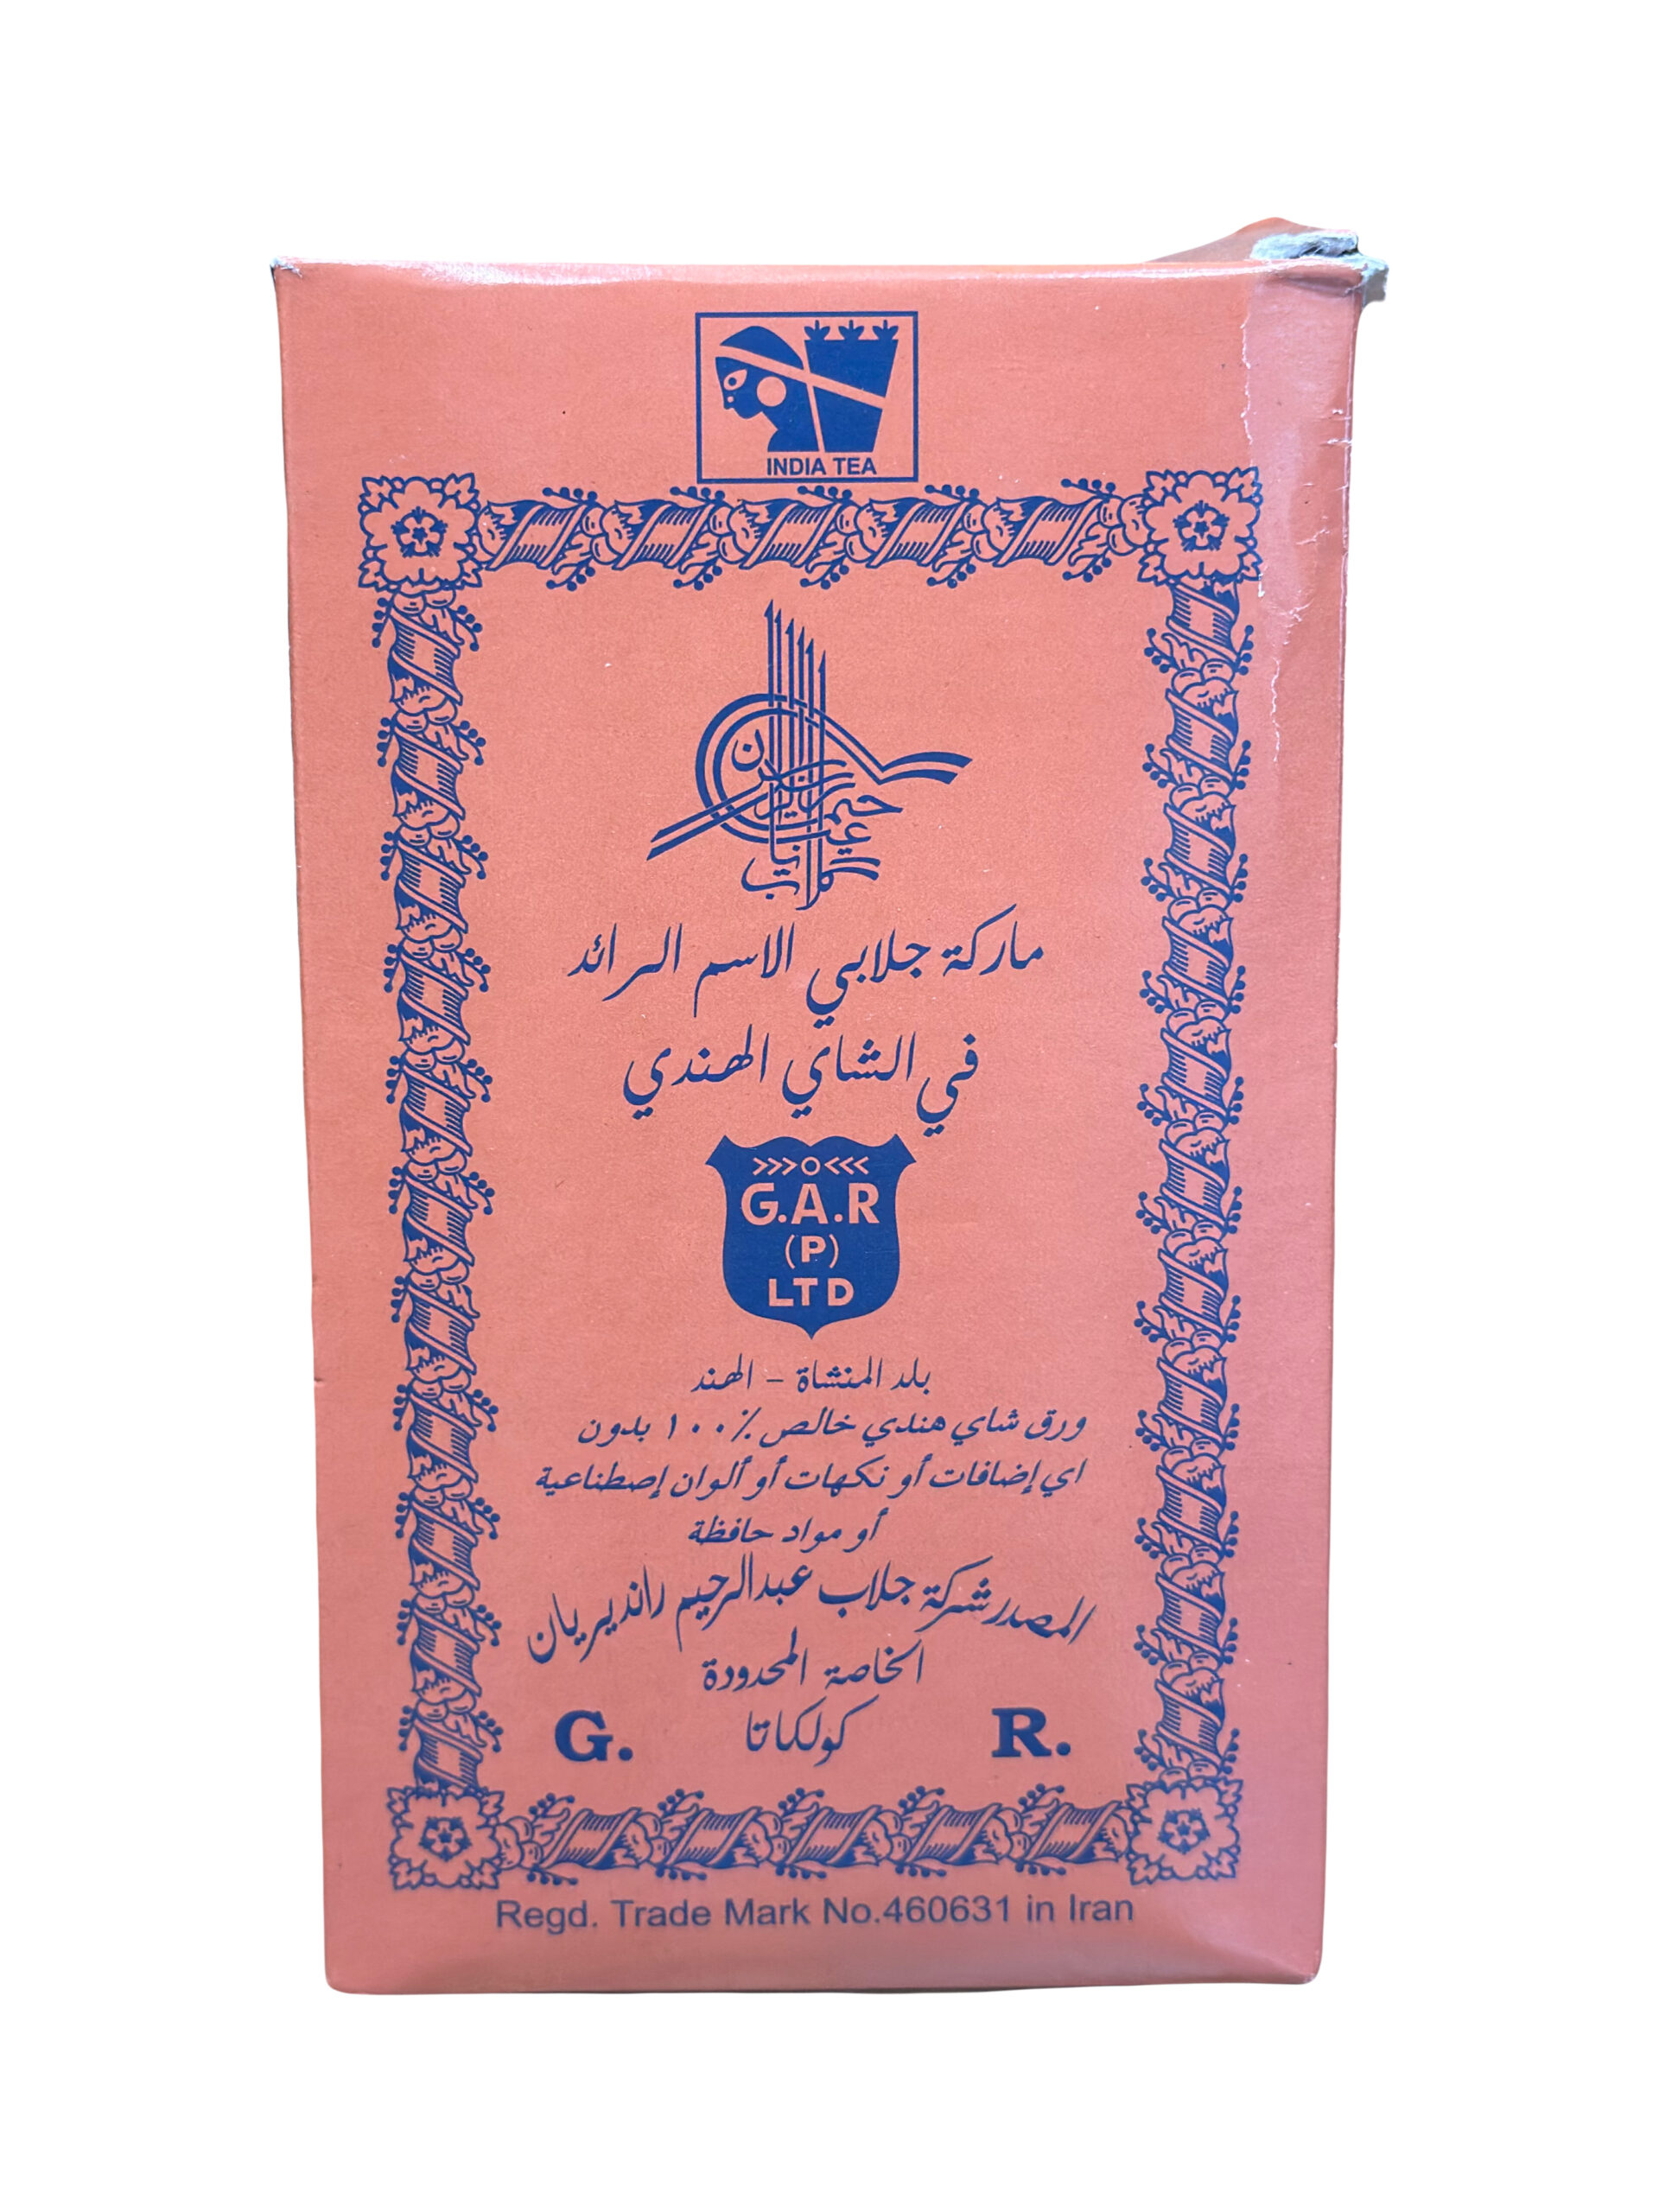 INDIA TEA
ماركة جلابي الاسم الرائد
في الشاي الهندي
G.A.R
(P)
LTD
بلد المنشاة - الهند
ورق شاي هندي خالص ٪١٠٠ بدون
اي إضافات أو نكهات أو ألوان إصطناعية
أو مواد حافظة
المصدر شركة جلاب عبدالرحيم رانديريان
الخاصة المحدودة
G. كولكاتا R.
Regd. Trade Mark No.460631 in Iran